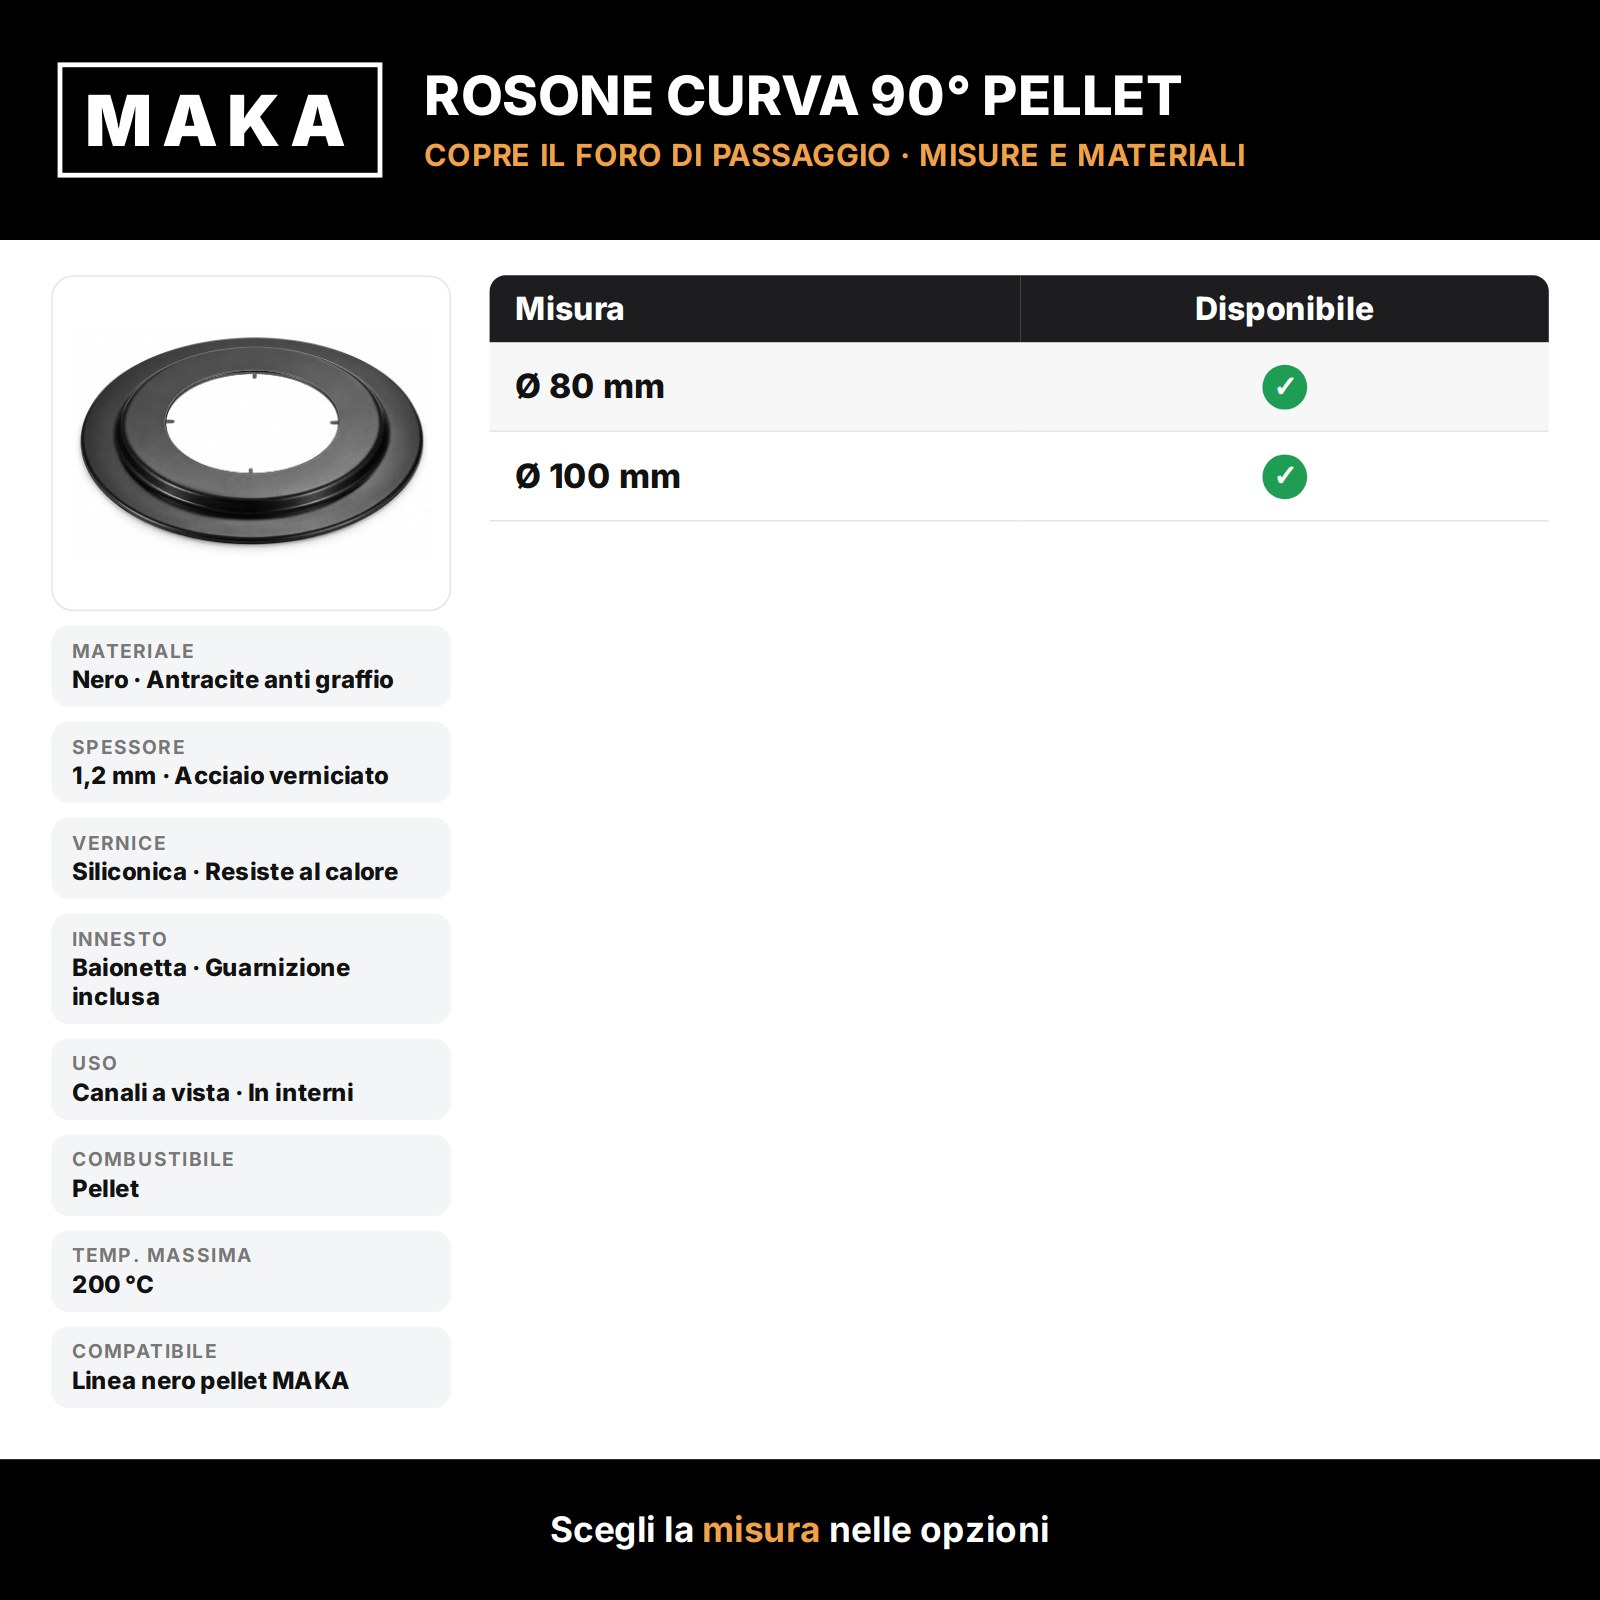 MAKA
ROSONE CURVA 90° PELLET
COPRE IL FORO DI PASSAGGIO · MISURE E MATERIALI
Misura Disponibile
Ø 80 mm ✓
Ø 100 mm ✓
MATERIALE
Nero · Antracite anti graffio
SPESSORE
1,2 mm · Acciaio verniciato
VERNICE
Siliconica · Resiste al calore
INNESTO
Baionetta · Guarnizione
inclusa
USO
Canali a vista · In interni
COMBUSTIBILE
Pellet
TEMP. MASSIMA
200 °C
COMPATIBILE
Linea nero pellet MAKA
Scegli la misura nelle opzioni